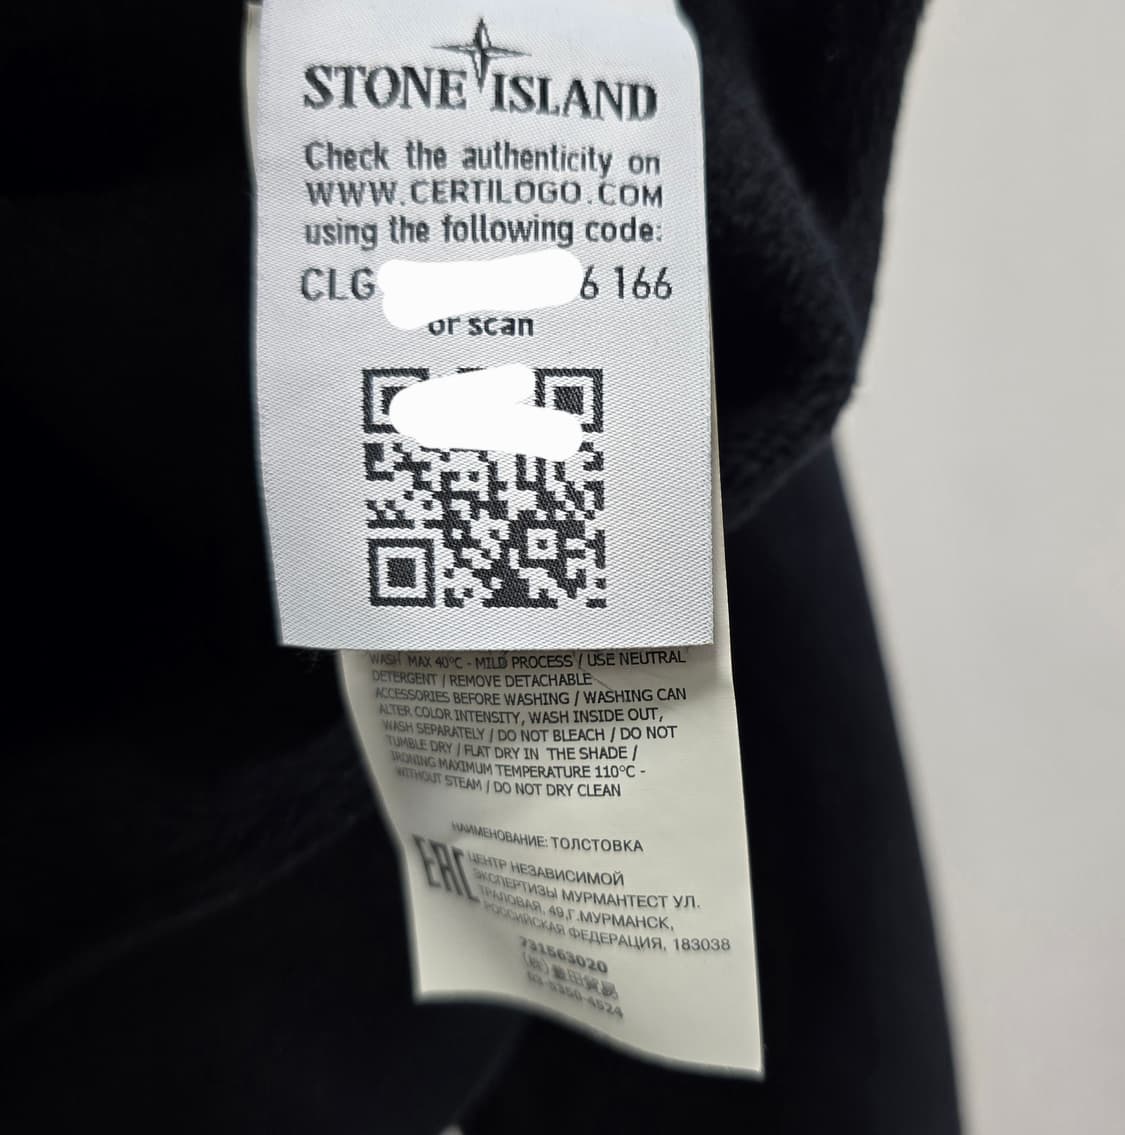 STONE ISLAND
Check the authenticity on
WWW.CERTILOGO.COM
using the following code:
CLG 6 166
or scan
WASH MAX 40°C - MILD PROCESS / USE NEUTRAL
DETERGENT / REMOVE DETACHABLE
ACCESSORIES BEFORE WASHING / WASHING CAN
ALTER COLOR INTENSITY, WASH INSIDE OUT,
WASH SEPARATELY / DO NOT BLEACH / DO NOT
TUMBLE DRY / FLAT DRY IN THE SHADE /
IRONING MAXIMUM TEMPERATURE 110°C -
WITHOUT STEAM / DO NOT DRY CLEAN
НАИМЕНОВАНИЕ: ТОЛСТОВКА
EAC
ЦЕНТР НЕЗАВИСИМОЙ
ЭКСПЕРТИЗЫ МУРМАНТЕСТ УЛ.
ТРАЛОВАЯ, 49,Г.МУРМАНСК,
РОССИЙСКАЯ ФЕДЕРАЦИЯ, 183038
731563020